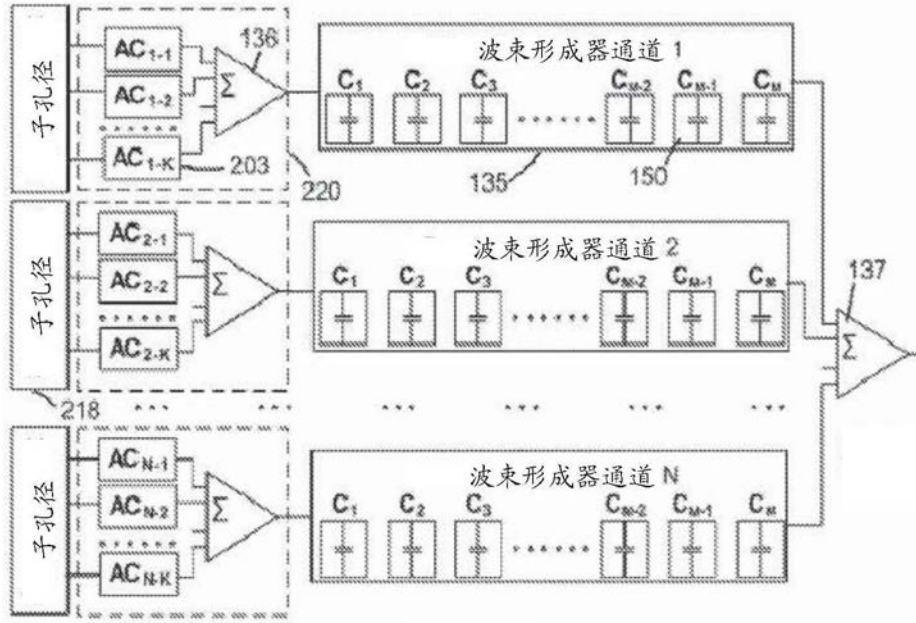 子孔径
AC1-1
AC1-2
AC1-K
Σ
136
203
220
波束形成器通道 1
C1 C2 C3 CM-2 CM-1 CM
135
150
子孔径
AC2-1
AC2-2
AC2-K
Σ
218
波束形成器通道 2
C1 C2 C3 CM-2 CM-1 CM
137
Σ
子孔径
ACN-1
ACN-2
ACN-K
Σ
波束形成器通道 N
C1 C2 C3 CM-2 CM-1 CM